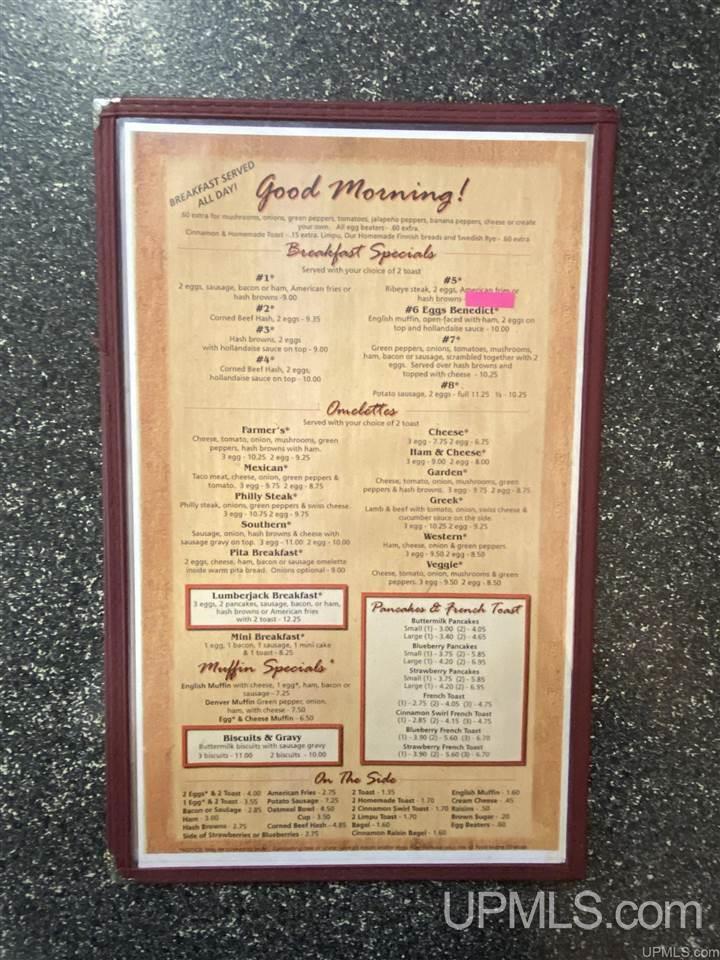 BREAKFAST SERVED
ALL DAY!
Good Morning!
.60 extra for mushrooms, onions, green peppers, tomatoes, jalapeño peppers, banana peppers, cheese or create
your own. All egg beaters - .60 extra.
Cinnamon & Homemade Toast - .15 extra. Limpu, Our Homemade Finnish breads and Swedish Rye - .60 extra
Breakfast Specials
Served with your choice of 2 toast
#1*
2 eggs, sausage, bacon or ham, American fries or
hash browns -9.00
#2*
Corned Beef Hash, 2 eggs - 9.35
#3*
Hash browns, 2 eggs
with hollandaise sauce on top - 9.00
#4*
Corned Beef Hash, 2 eggs,
hollandaise sauce on top - 10.00
#5*
Ribeye steak, 2 eggs, American fries or
hash browns -
#6 Eggs Benedict*
English muffin, open-faced with ham, 2 eggs on
top and hollandaise sauce - 10.00
#7*
Green peppers, onions, tomatoes, mushrooms,
ham, bacon or sausage, scrambled together with 2
eggs. Served over hash browns and
topped with cheese - 10.25
#8*
Potato sausage, 2 eggs - full 11.25 ½ - 10.25
Omelettes
Served with your choice of 2 toast
Farmer's*
Cheese, tomato, onion, mushrooms, green
peppers, hash browns with ham.
3 egg - 10.25 2 egg - 9.25
Mexican*
Taco meat, cheese, onion, green peppers &
tomato. 3 egg - 9.75 2 egg - 8.75
Philly Steak*
Philly steak, onions, green peppers & swiss cheese.
3 egg - 10.75 2 egg - 9.75
Southern*
Sausage, onion, hash browns & cheese with
sausage gravy on top. 3 egg - 11.00 2 egg - 10.00
Pita Breakfast*
2 eggs, cheese, ham, bacon or sausage omelette
inside warm pita bread. Onions optional - 9.00
Cheese*
3 egg - 7.75 2 egg - 6.75
Ham & Cheese*
3 egg - 9.00 2 egg - 8.00
Garden*
Cheese, tomato, onion, mushrooms, green
peppers & hash browns. 3 egg - 9.75 2 egg - 8.75
Greek*
Lamb & beef with tomato, onion, swiss cheese &
cucumber sauce on the side.
3 egg - 10.25 2 egg - 9.25
Western*
Ham, cheese, onion & green peppers.
3 egg - 9.50 2 egg - 8.50
Veggie*
Cheese, tomato, onion, mushrooms & green
peppers. 3 egg - 9.50 2 egg - 8.50
Lumberjack Breakfast*
3 eggs, 2 pancakes, sausage, bacon, or ham,
hash browns or American fries
with 2 toast - 12.25
Mini Breakfast*
1 egg, 1 bacon, 1 sausage, 1 mini cake
& 1 toast - 8.25
Muffin Specials*
English Muffin with cheese, 1 egg*, ham, bacon or
sausage - 7.25
Denver Muffin Green pepper, onion,
ham, with cheese - 7.50
Egg* & Cheese Muffin - 6.50
Biscuits & Gravy
Buttermilk biscuits with sausage gravy
3 biscuits - 11.00 2 biscuits - 10.00
Pancakes & French Toast
Buttermilk Pancakes
Small (1) - 3.00 (2) - 4.05
Large (1) - 3.40 (2) - 4.65
Blueberry Pancakes
Small (1) - 3.75 (2) - 5.85
Large (1) - 4.20 (2) - 6.95
Strawberry Pancakes
Small (1) - 3.75 (2) - 5.85
Large (1) - 4.20 (2) - 6.95
French Toast
(1) - 2.75 (2) - 4.05 (3) - 4.75
Cinnamon Swirl French Toast
(1) - 2.85 (2) - 4.15 (3) - 4.75
Blueberry French Toast
(1) - 3.90 (2) - 5.60 (3) - 6.70
Strawberry French Toast
(1) - 3.90 (2) - 5.60 (3) - 6.70
On The Side
2 Eggs* & 2 Toast - 4.00
1 Egg* & 2 Toast - 3.55
Bacon or Sausage - 2.85
Ham - 3.00
Hash Browns - 2.75
Side of Strawberries or Blueberries - 2.75
American Fries - 2.75
Potato Sausage - 7.25
Oatmeal Bowl - 4.50
Cup - 3.50
Corned Beef Hash - 4.85
2 Toast - 1.35
2 Homemade Toast - 1.70
2 Cinnamon Swirl Toast - 1.70
2 Limpu Toast - 1.70
Bagel - 1.60
Cinnamon Raisin Bagel - 1.60
English Muffin - 1.60
Cream Cheese - .45
Raisins - .50
Brown Sugar - .20
Egg Beaters - .60
UPMLS.com
UPMLS.com